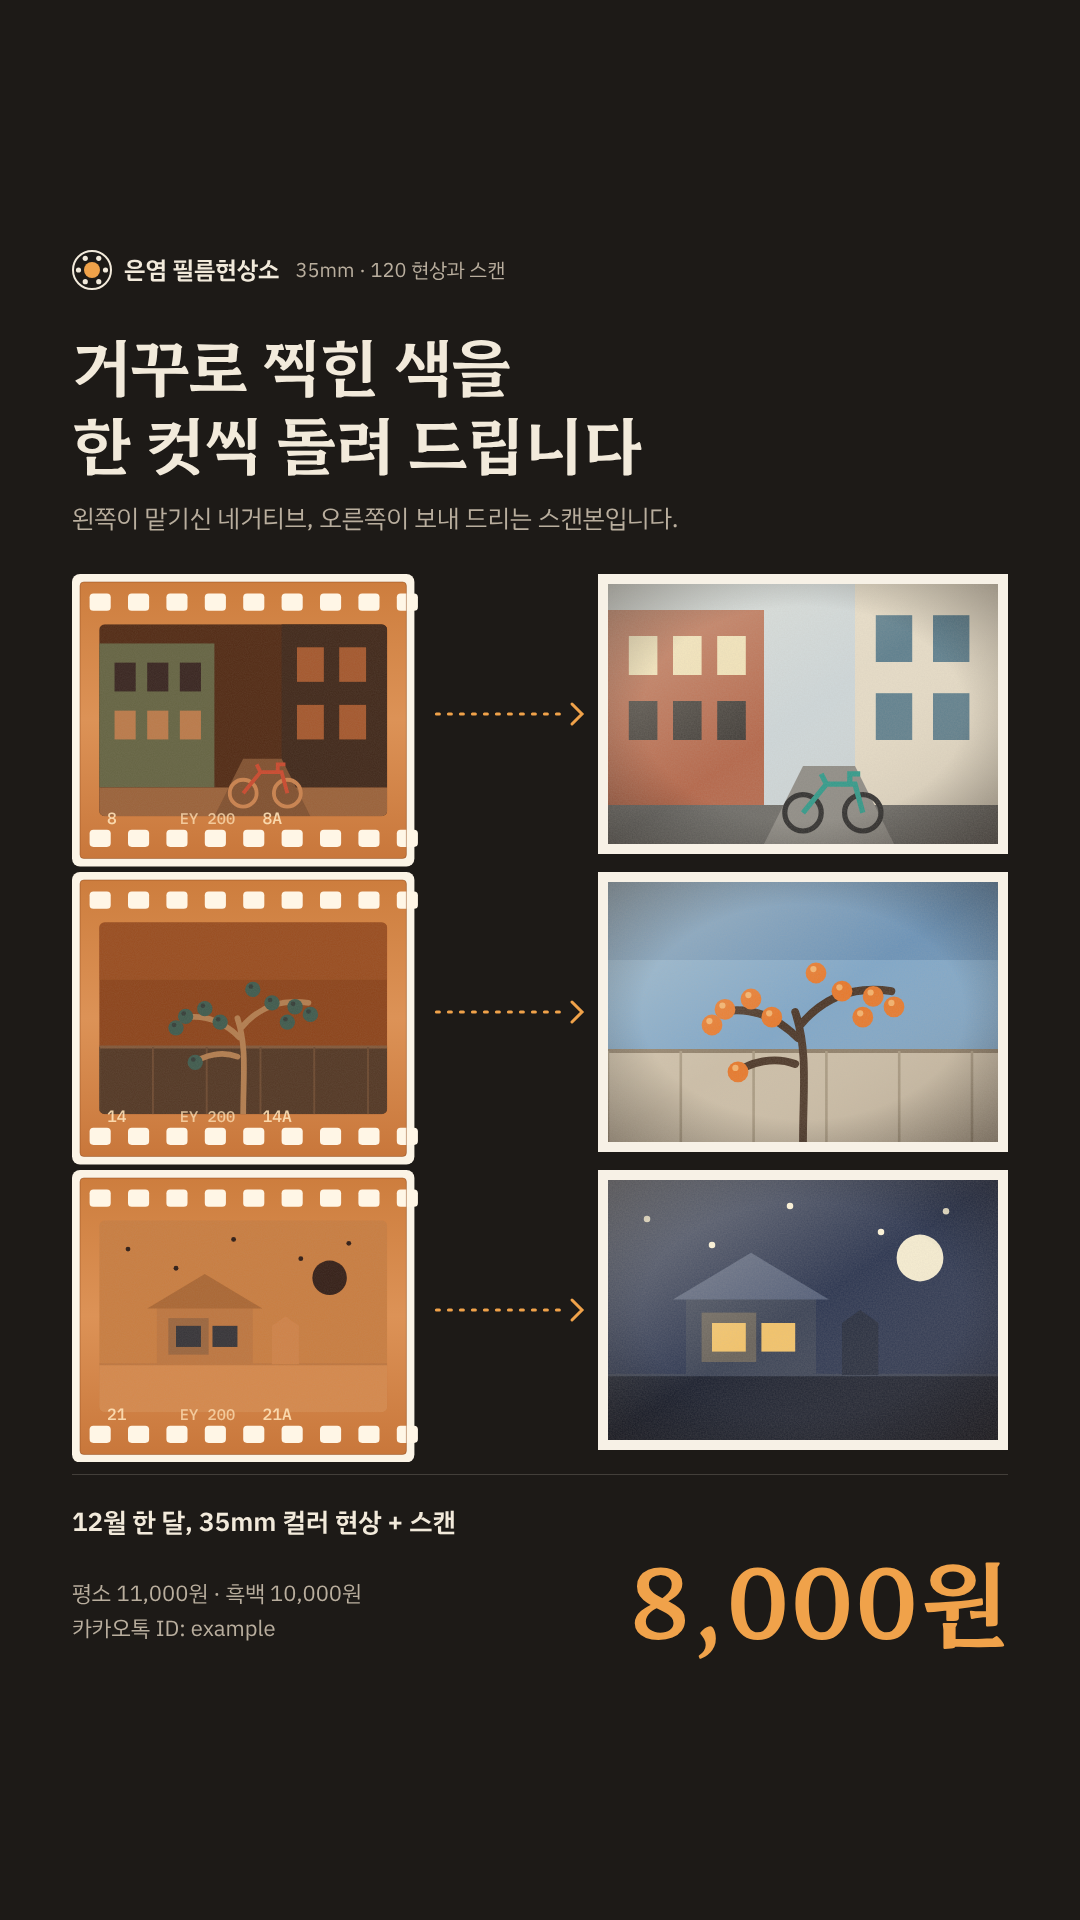 은염 필름현상소 35mm · 120 현상과 스캔
거꾸로 찍힌 색을
한 컷씩 돌려 드립니다
왼쪽이 맡기신 네거티브, 오른쪽이 보내 드리는 스캔본입니다.
8 EY 200 8A
14 EY 200 14A
21 EY 200 21A
12월 한 달, 35mm 컬러 현상 + 스캔
평소 11,000원 · 흑백 10,000원
카카오톡 ID: example
8,000원